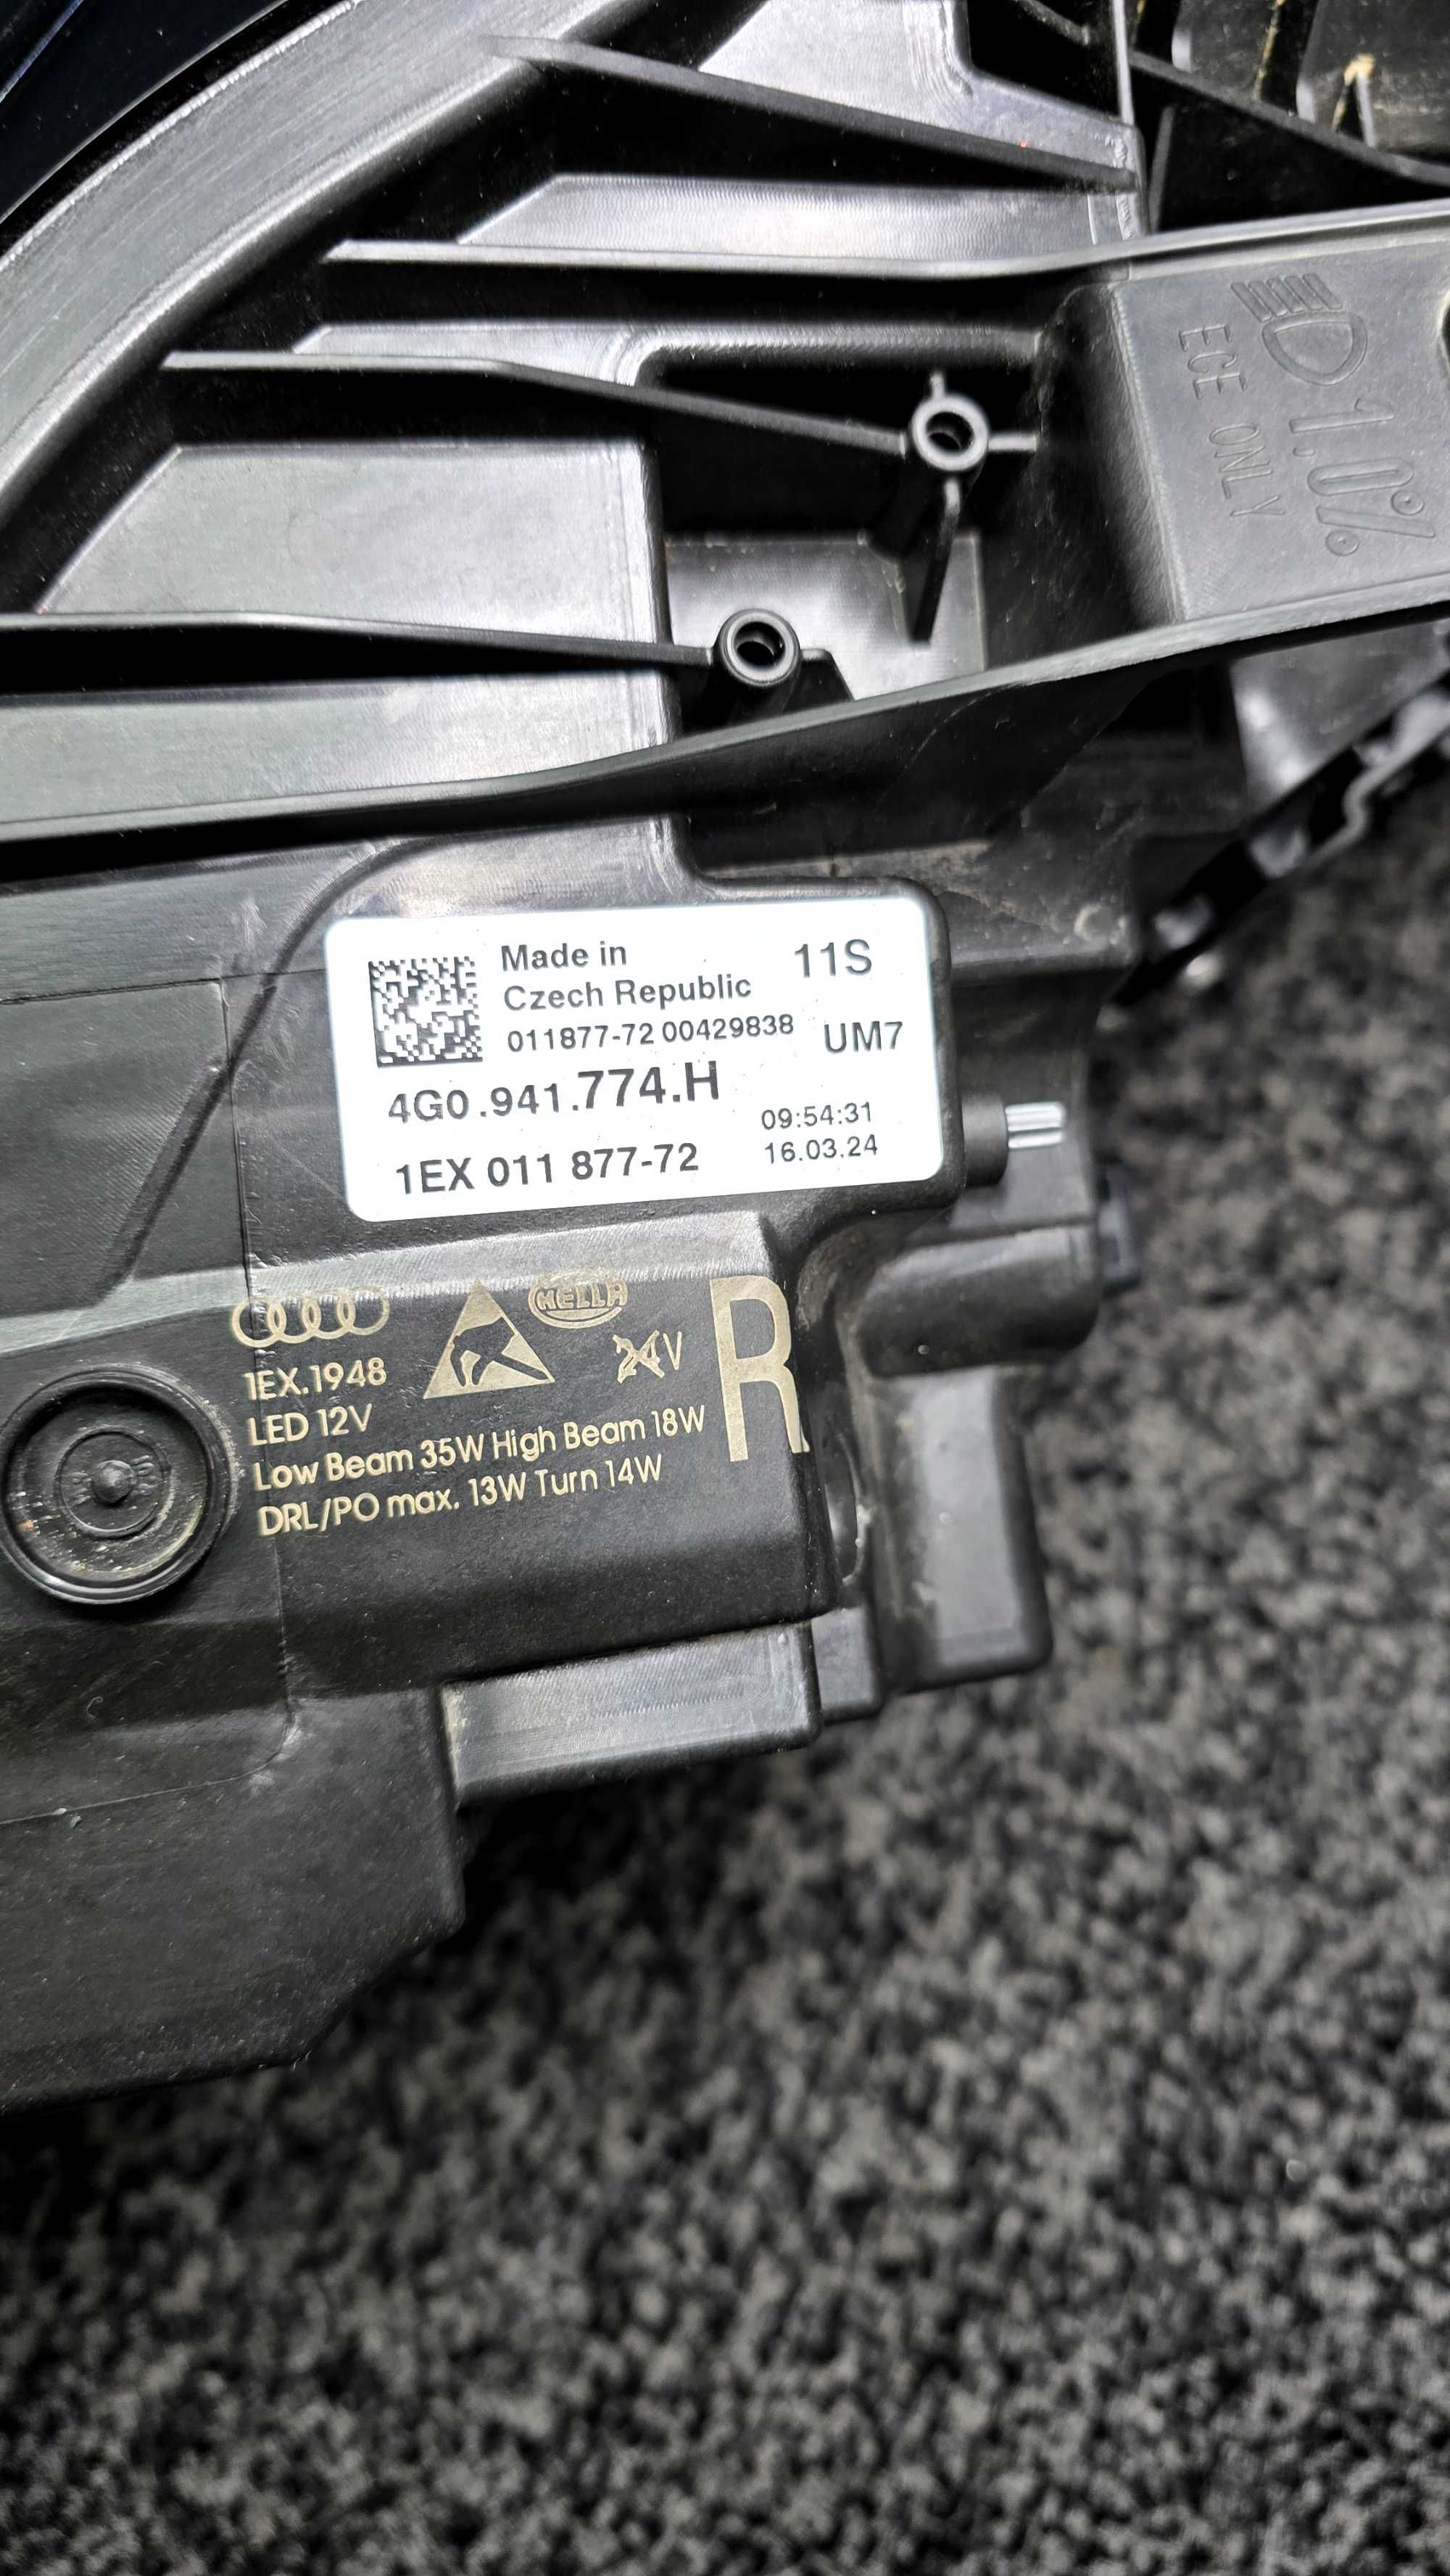 1,0%
ECE ONLY
Made in
Czech Republic
11S
011877-72 00429838
UM7
4G0.941.774.H
09:54:31
1EX 011 877-72
16.03.24
HELLA
24V
R
1EX.1948
LED 12V
Low Beam 35W High Beam 18W
DRL/PO max. 13W Turn 14W